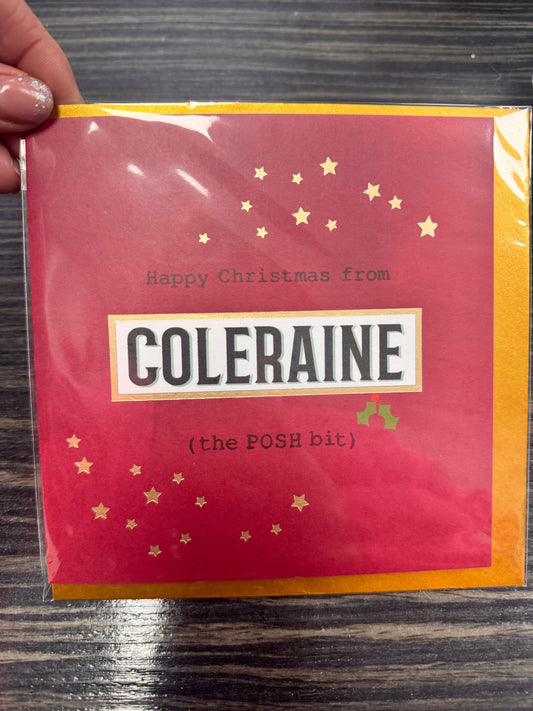 Happy Christmas from
COLERAINE
(the POSH bit)